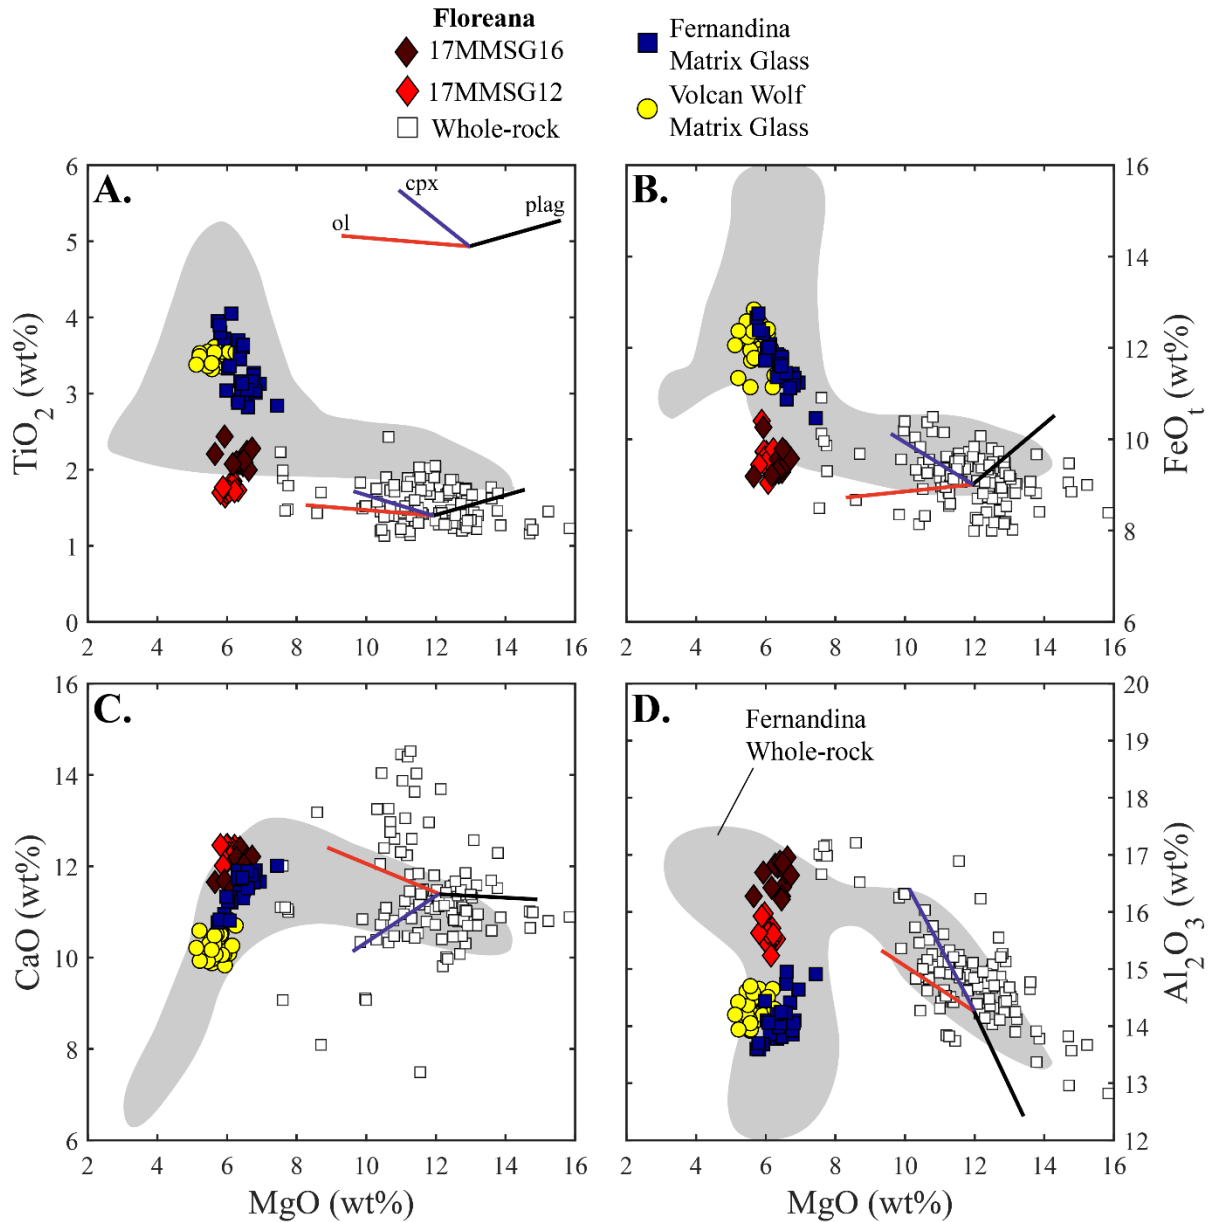 Floreana
17MMSG16
17MMSG12
Whole-rock
Fernandina
Matrix Glass
Volcan Wolf
Matrix Glass
A.
ol
cpx
plag
TiO2 (wt%)
6
5
4
3
2
1
0
2 4 6 8 10 12 14 16
B.
FeOt (wt%)
16
14
12
10
8
6
2 4 6 8 10 12 14 16
C.
CaO (wt%)
16
14
12
10
8
6
2 4 6 8 10 12 14 16
MgO (wt%)
D.
Fernandina
Whole-rock
Al2O3 (wt%)
20
19
18
17
16
15
14
13
12
2 4 6 8 10 12 14 16
MgO (wt%)